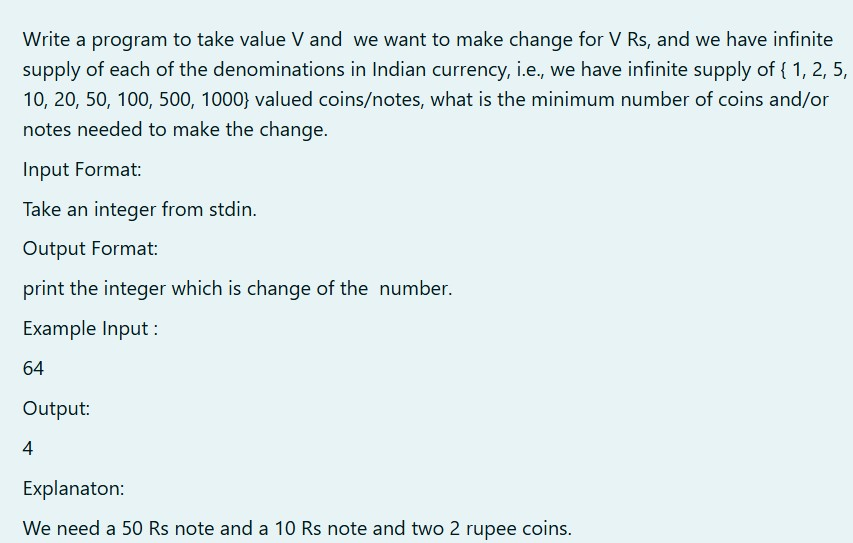 Write a program to take value V and  we want to make change for V Rs, and we have infinite
supply of each of the denominations in Indian currency, i.e., we have infinite supply of { 1, 2, 5,
10, 20, 50, 100, 500, 1000} valued coins/notes, what is the minimum number of coins and/or
notes needed to make the change.
Input Format:
Take an integer from stdin.
Output Format:
print the integer which is change of the  number.
Example Input :
64
Output:
4
Explanaton:
We need a 50 Rs note and a 10 Rs note and two 2 rupee coins.